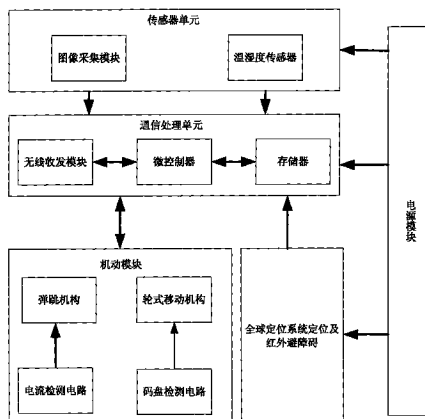 传感器单元
图像采集模块
温湿度传感器
通信处理单元
无线收发模块
微控制器
存储器
机动模块
弹跳机构
轮式移动机构
电流检测电路
码盘检测电路
全球定位系统定位及
红外避障碍
电源模块